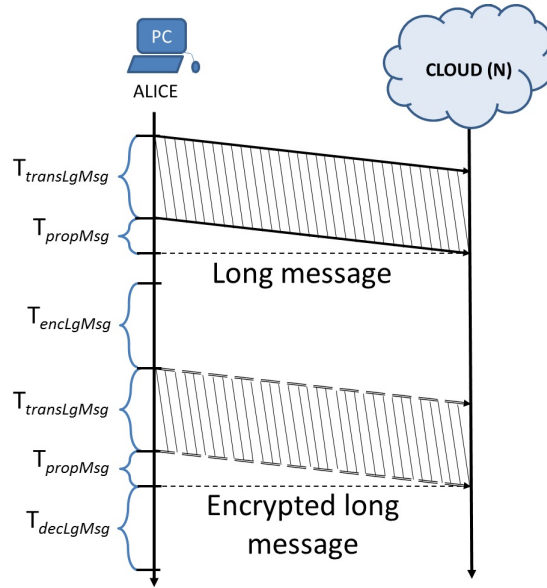 PC
CLOUD (N)
ALICE
TtransLgMsg
TpropMsg
Long message
TencLgMsg
TtransLgMsg
TpropMsg
Encrypted long
message
TdecLgMsg